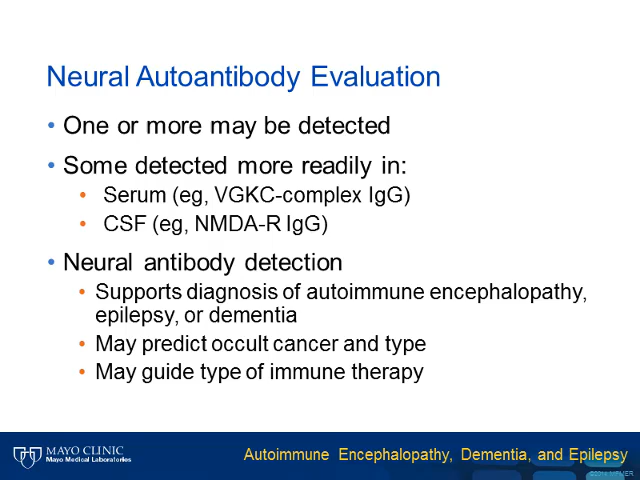 Neural Autoantibody Evaluation
• One or more may be detected
• Some detected more readily in:
• Serum (eg, VGKC-complex IgG)
• CSF (eg, NMDA-R IgG)
• Neural antibody detection
• Supports diagnosis of autoimmune encephalopathy,
epilepsy, or dementia
• May predict occult cancer and type
• May guide type of immune therapy
MAYO CLINIC
Mayo Medical Laboratories
Autoimmune Encephalopathy, Dementia, and Epilepsy
MFMER